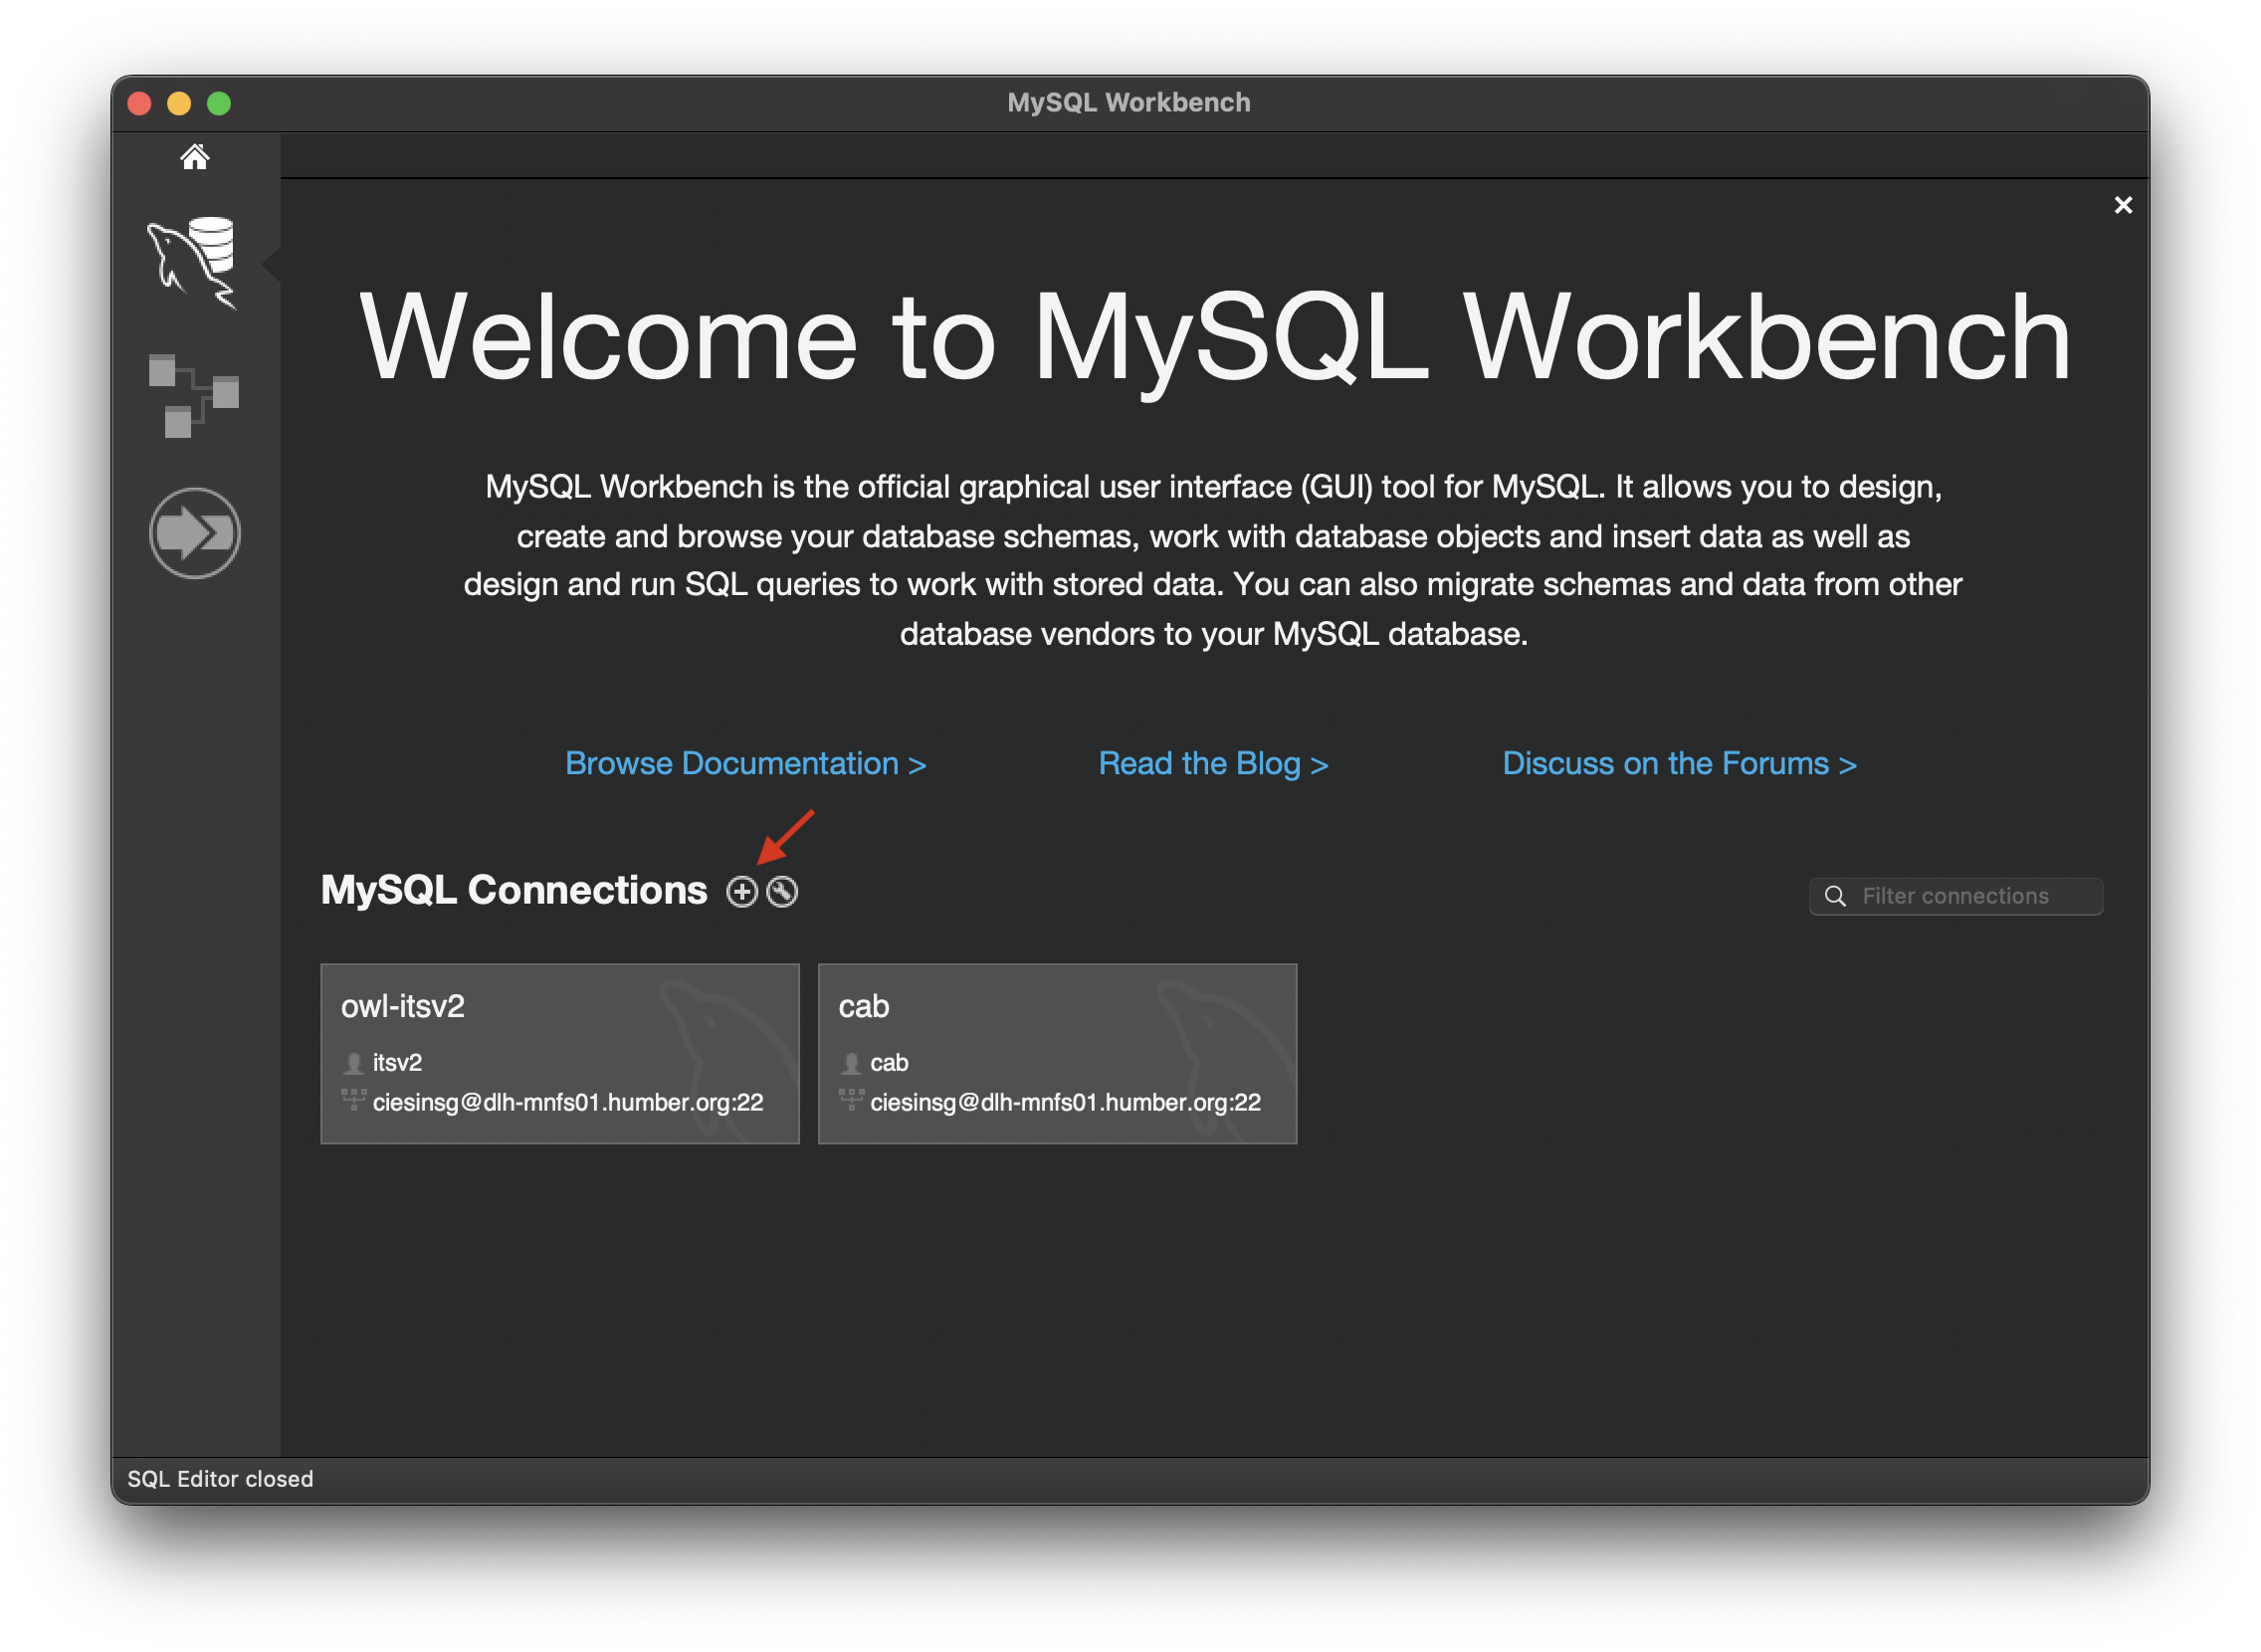 MySQL Workbench
Welcome to MySQL Workbench
MySQL Workbench is the official graphical user interface (GUI) tool for MySQL. It allows you to design,
create and browse your database schemas, work with database objects and insert data as well as
design and run SQL queries to work with stored data. You can also migrate schemas and data from other
database vendors to your MySQL database.
Browse Documentation >
Read the Blog >
Discuss on the Forums >
MySQL Connections
Filter connections
owl-itsv2
itsv2
ciesinsg@dlh-mnfs01.humber.org:22
cab
cab
ciesinsg@dlh-mnfs01.humber.org:22
SQL Editor closed